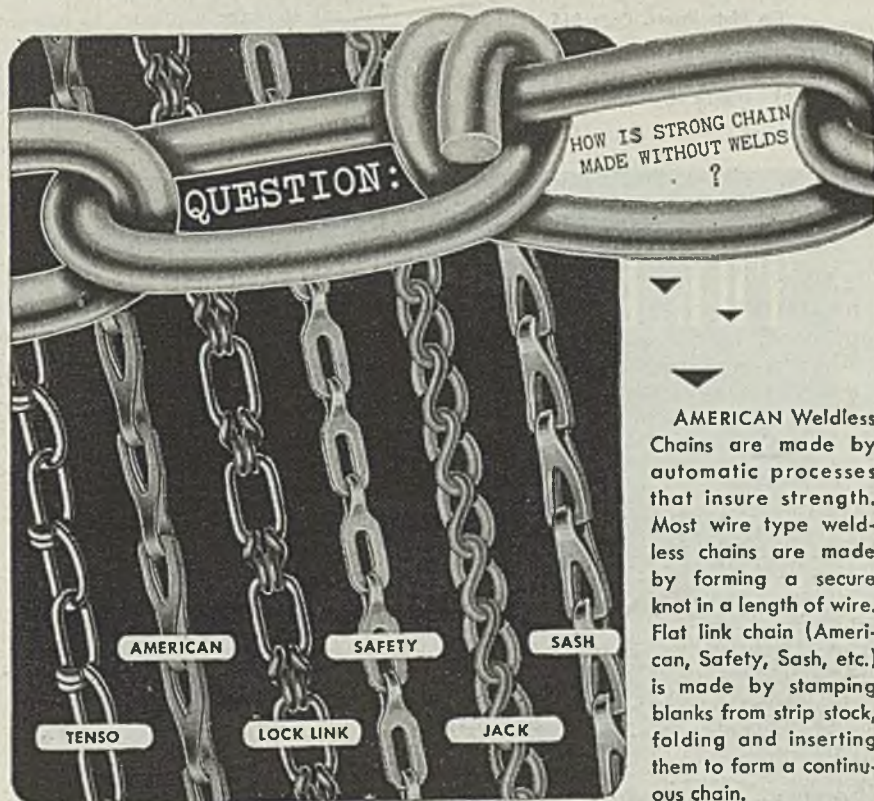 QUESTION:
HOW IS STRONG CHAIN
MADE WITHOUT WELDS
?
AMERICAN
SAFETY
SASH
TENSO
LOCK LINK
JACK
AMERICAN Weldless
Chains are made by
automatic processes
that insure strength.
Most wire type weld-
less chains are made
by forming a secure
knot in a length of wire.
Flat link chain (Ameri-
can, Safety, Sash, etc.)
is made by stamping
blanks from strip stock,
folding and inserting
them to form a continu-
ous chain.